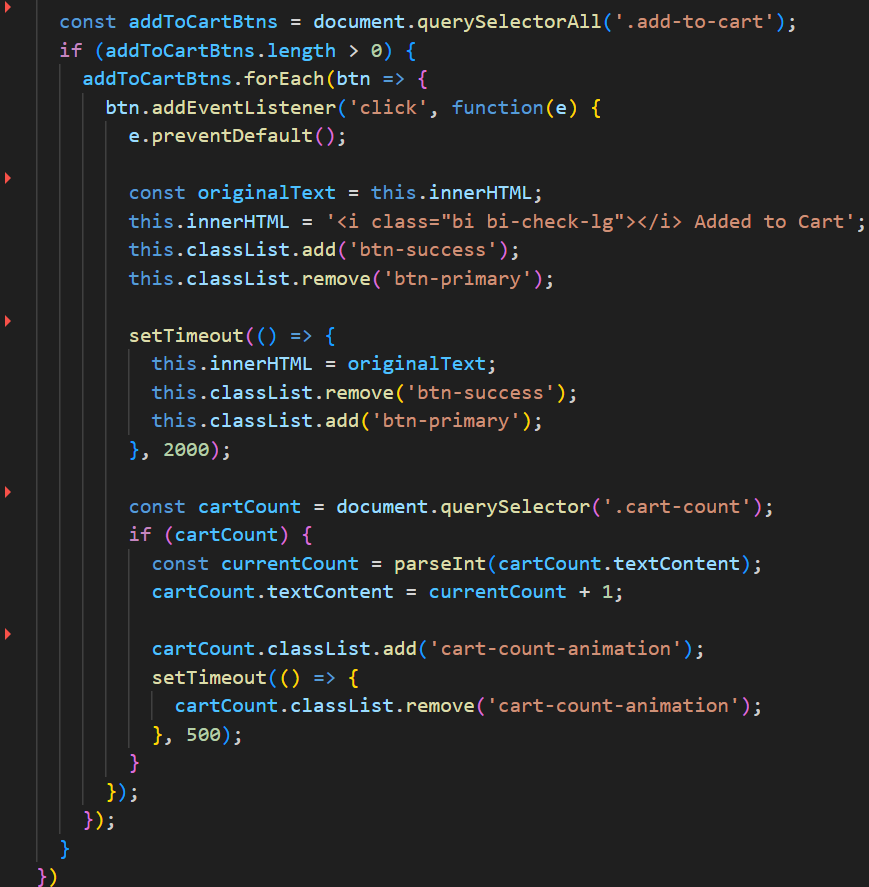 const addToCartBtns = document.querySelectorAll('.add-to-cart');
if (addToCartBtns.length > 0) {
addToCartBtns.forEach(btn => {
btn.addEventListener('click', function(e) {
e.preventDefault();
const originalText = this.innerHTML;
this.innerHTML = '<i class="bi bi-check-lg"></i> Added to Cart';
this.classList.add('btn-success');
this.classList.remove('btn-primary');
setTimeout(() => {
this.innerHTML = originalText;
this.classList.remove('btn-success');
this.classList.add('btn-primary');
}, 2000);
const cartCount = document.querySelector('.cart-count');
if (cartCount) {
const currentCount = parseInt(cartCount.textContent);
cartCount.textContent = currentCount + 1;
cartCount.classList.add('cart-count-animation');
setTimeout(() => {
cartCount.classList.remove('cart-count-animation');
}, 500);
}
});
});
}
})